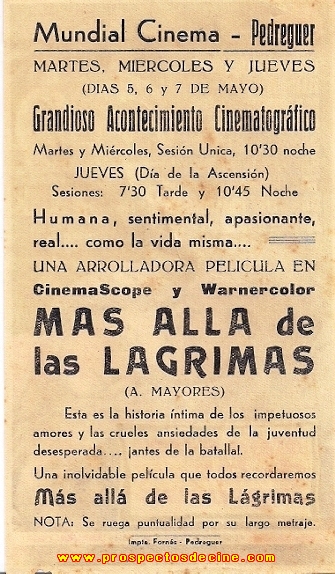 Mundial Cinema - Pedreguer
MARTES, MIERCOLES Y JUEVES
(DIAS 5, 6 y 7 DE MAYO)
Grandioso Acontecimiento Cinematográfico
Martes y Miércoles, Sesión Unica, 10'30 noche
JUEVES (Día de la Ascensión)
Sesiones: 7'30 Tarde y 10'45 Noche
Humana, sentimental, apasionante,
real.... como la vida misma....
UNA ARROLLADORA PELICULA EN
CinemaScope y Warnercolor
MAS ALLA de
las LAGRIMAS
(A. MAYORES)
Esta es la historia íntima de los impetuosos
amores y las crueles ansiedades de la juventud
desesperada.... ¡antes de la batalla!.
Una inolvidable película que todos recordaremos
Más allá de las Lágrimas
NOTA: Se ruega puntualidad por su largo metraje.
Impta. Fornés - Pedreguer
www.prospectosdecine.com